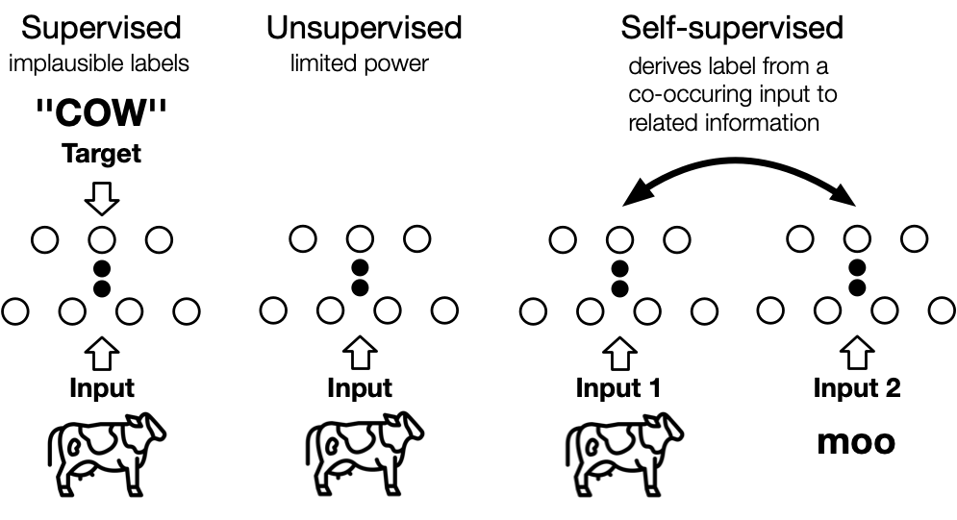 Supervised
implausible labels
"COW"
Target
Input
Unsupervised
limited power
Input
Self-supervised
derives label from a
co-occuring input to
related information
Input 1
Input 2
moo